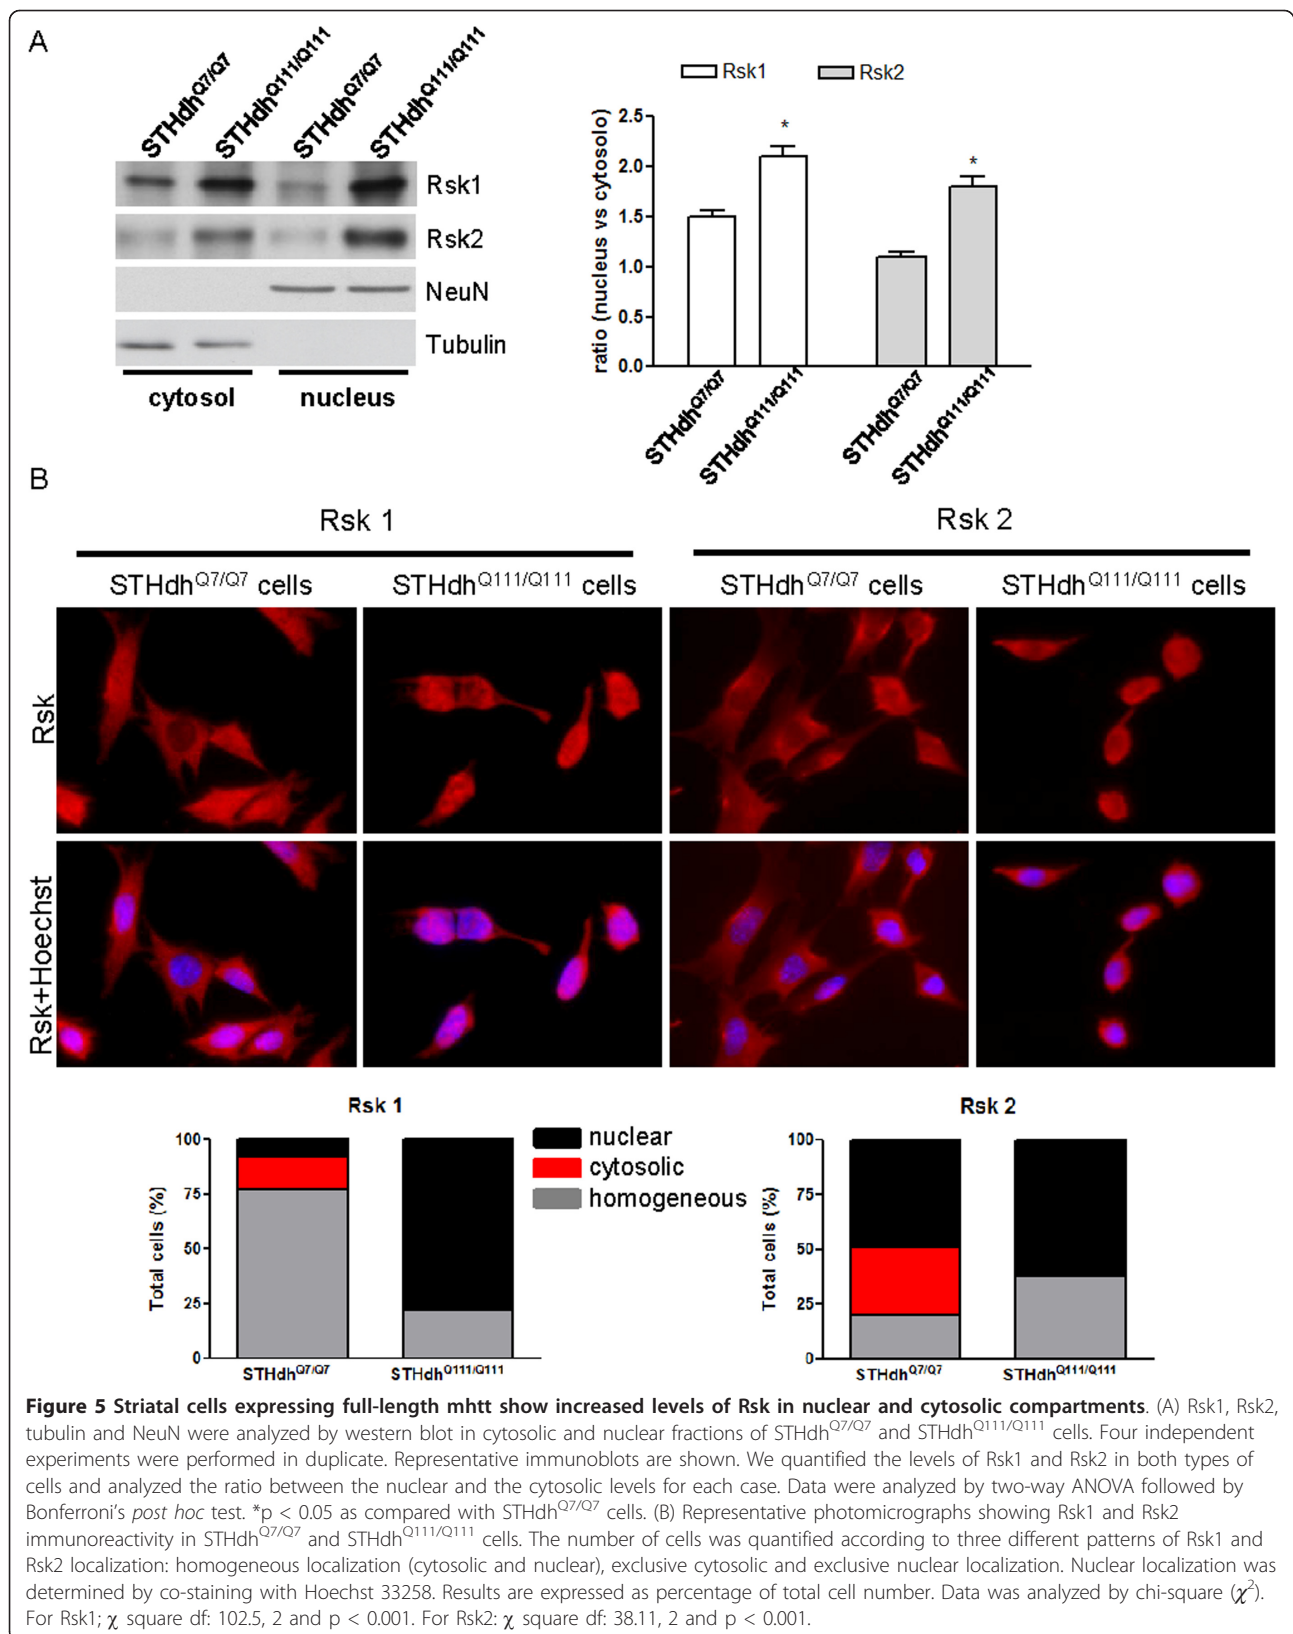 A
STHdhQ7/Q7
STHdhQ111/Q111
STHdhQ7/Q7
STHdhQ111/Q111
Rsk1
Rsk2
NeuN
Tubulin
cytosol
nucleus
Rsk1
Rsk2
ratio (nucleus vs cytosolo)
2.5
2.0
1.5
1.0
0.5
0.0
*
*
STHdhQ7/Q7
STHdhQ111/Q111
STHdhQ7/Q7
STHdhQ111/Q111
B
Rsk 1
Rsk 2
STHdhQ7/Q7 cells
STHdhQ111/Q111 cells
STHdhQ7/Q7 cells
STHdhQ111/Q111 cells
Rsk
Rsk+Hoechst
Rsk 1
Total cells (%)
100
75
50
25
0
STHdhQ7/Q7
STHdhQ111/Q111
nuclear
cytosolic
homogeneous
Rsk 2
Total cells (%)
100
75
50
25
0
STHdhQ7/Q7
STHdhQ111/Q111
Figure 5 Striatal cells expressing full-length mhtt show increased levels of Rsk in nuclear and cytosolic compartments. (A) Rsk1, Rsk2,
tubulin and NeuN were analyzed by western blot in cytosolic and nuclear fractions of STHdhQ7/Q7 and STHdhQ111/Q111 cells. Four independent
experiments were performed in duplicate. Representative immunoblots are shown. We quantified the levels of Rsk1 and Rsk2 in both types of
cells and analyzed the ratio between the nuclear and the cytosolic levels for each case. Data were analyzed by two-way ANOVA followed by
Bonferroni's post hoc test. *p < 0.05 as compared with STHdhQ7/Q7 cells. (B) Representative photomicrographs showing Rsk1 and Rsk2
immunoreactivity in STHdhQ7/Q7 and STHdhQ111/Q111 cells. The number of cells was quantified according to three different patterns of Rsk1 and
Rsk2 localization: homogeneous localization (cytosolic and nuclear), exclusive cytosolic and exclusive nuclear localization. Nuclear localization was
determined by co-staining with Hoechst 33258. Results are expressed as percentage of total cell number. Data was analyzed by chi-square (χ2).
For Rsk1; χ square df: 102.5, 2 and p < 0.001. For Rsk2: χ square df: 38.11, 2 and p < 0.001.